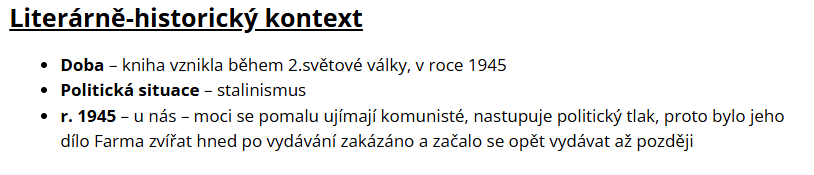 Literárně-historický kontext
• Doba – kniha vznikla během 2.světové války, v roce 1945
• Politická situace – stalinismus
• r. 1945 – u nás – moci se pomalu ujímají komunisté, nastupuje politický tlak, proto bylo jeho
dílo Farma zvířat hned po vydávání zakázáno a začalo se opět vydávat až později